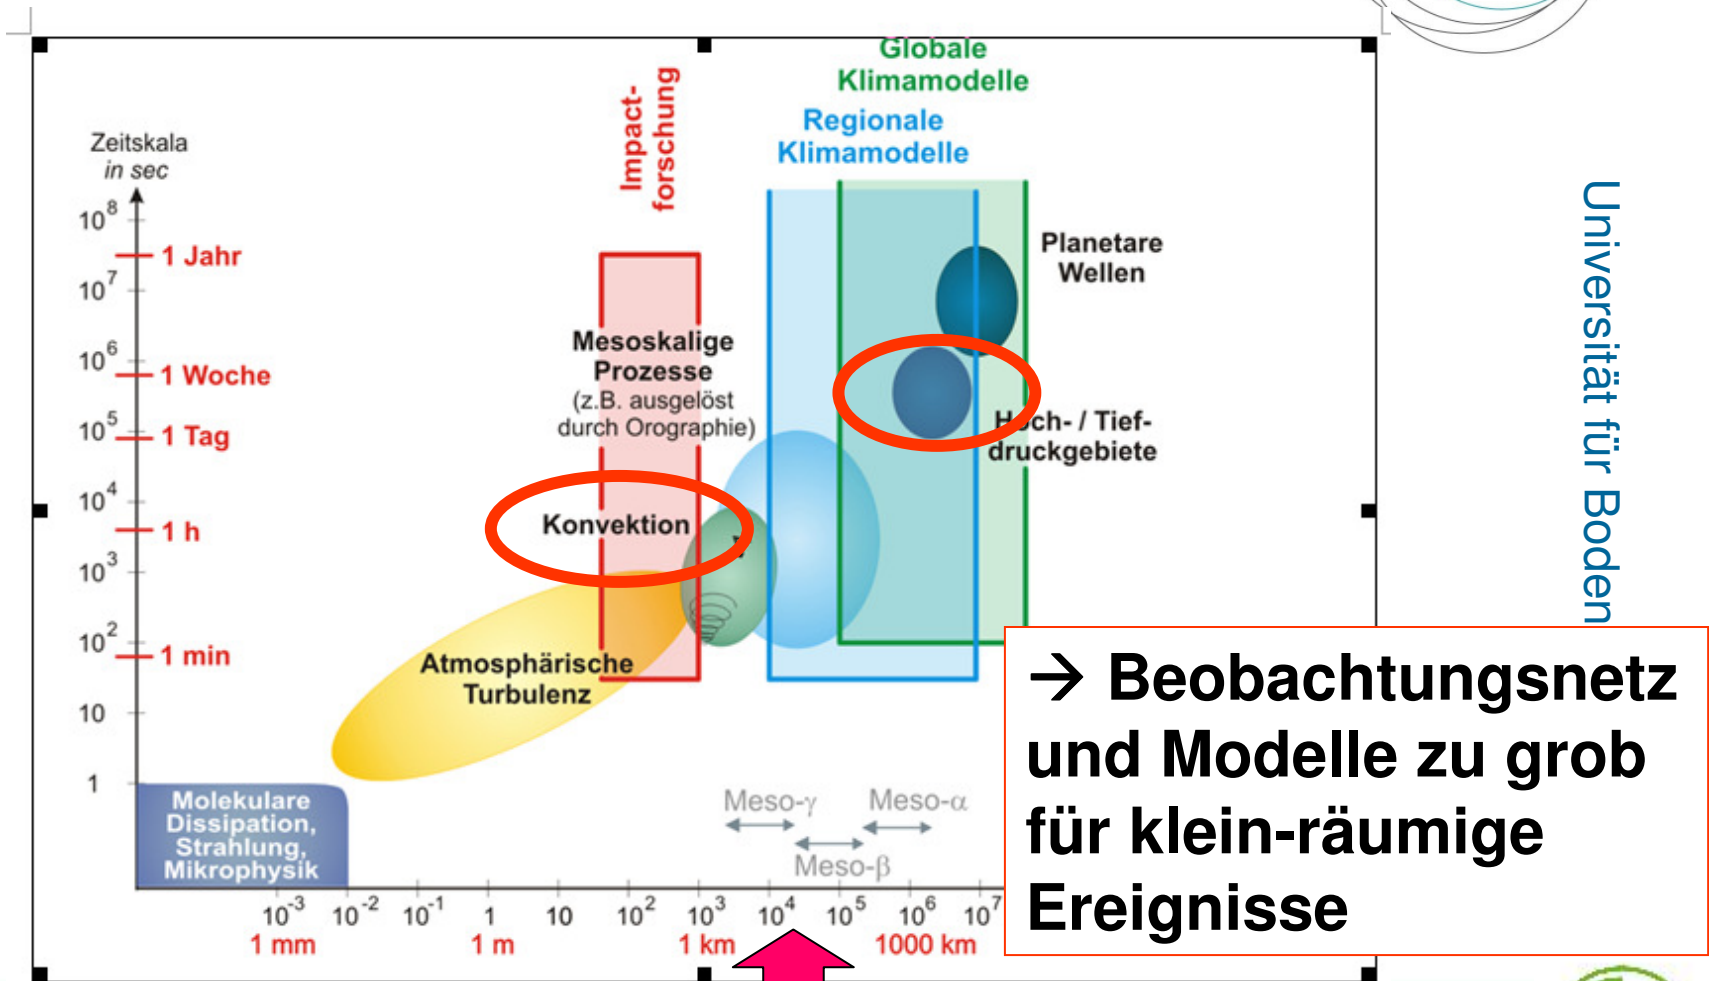 Globale
Klimamodelle
Regionale
Klimamodelle
Impact-
forschung
Zeitskala
in sec
10⁸
1 Jahr
10⁷
10⁶
1 Woche
10⁵
1 Tag
10⁴
1 h
10³
10²
1 min
10
1
Planetare
Wellen
Mesoskalige
Prozesse
(z.B. ausgelöst
durch Orographie)
Hoch- / Tief-
druckgebiete
Konvektion
Atmosphärische
Turbulenz
Molekulare
Dissipation,
Strahlung,
Mikrophysik
Meso-γ
Meso-α
Meso-β
10⁻³ 10⁻² 10⁻¹ 1 10 10² 10³ 10⁴ 10⁵ 10⁶ 10⁷
1 mm 1 m 1 km 1000 km
→ Beobachtungsnetz
und Modelle zu grob
für klein-räumige
Ereignisse
Universität für Boden